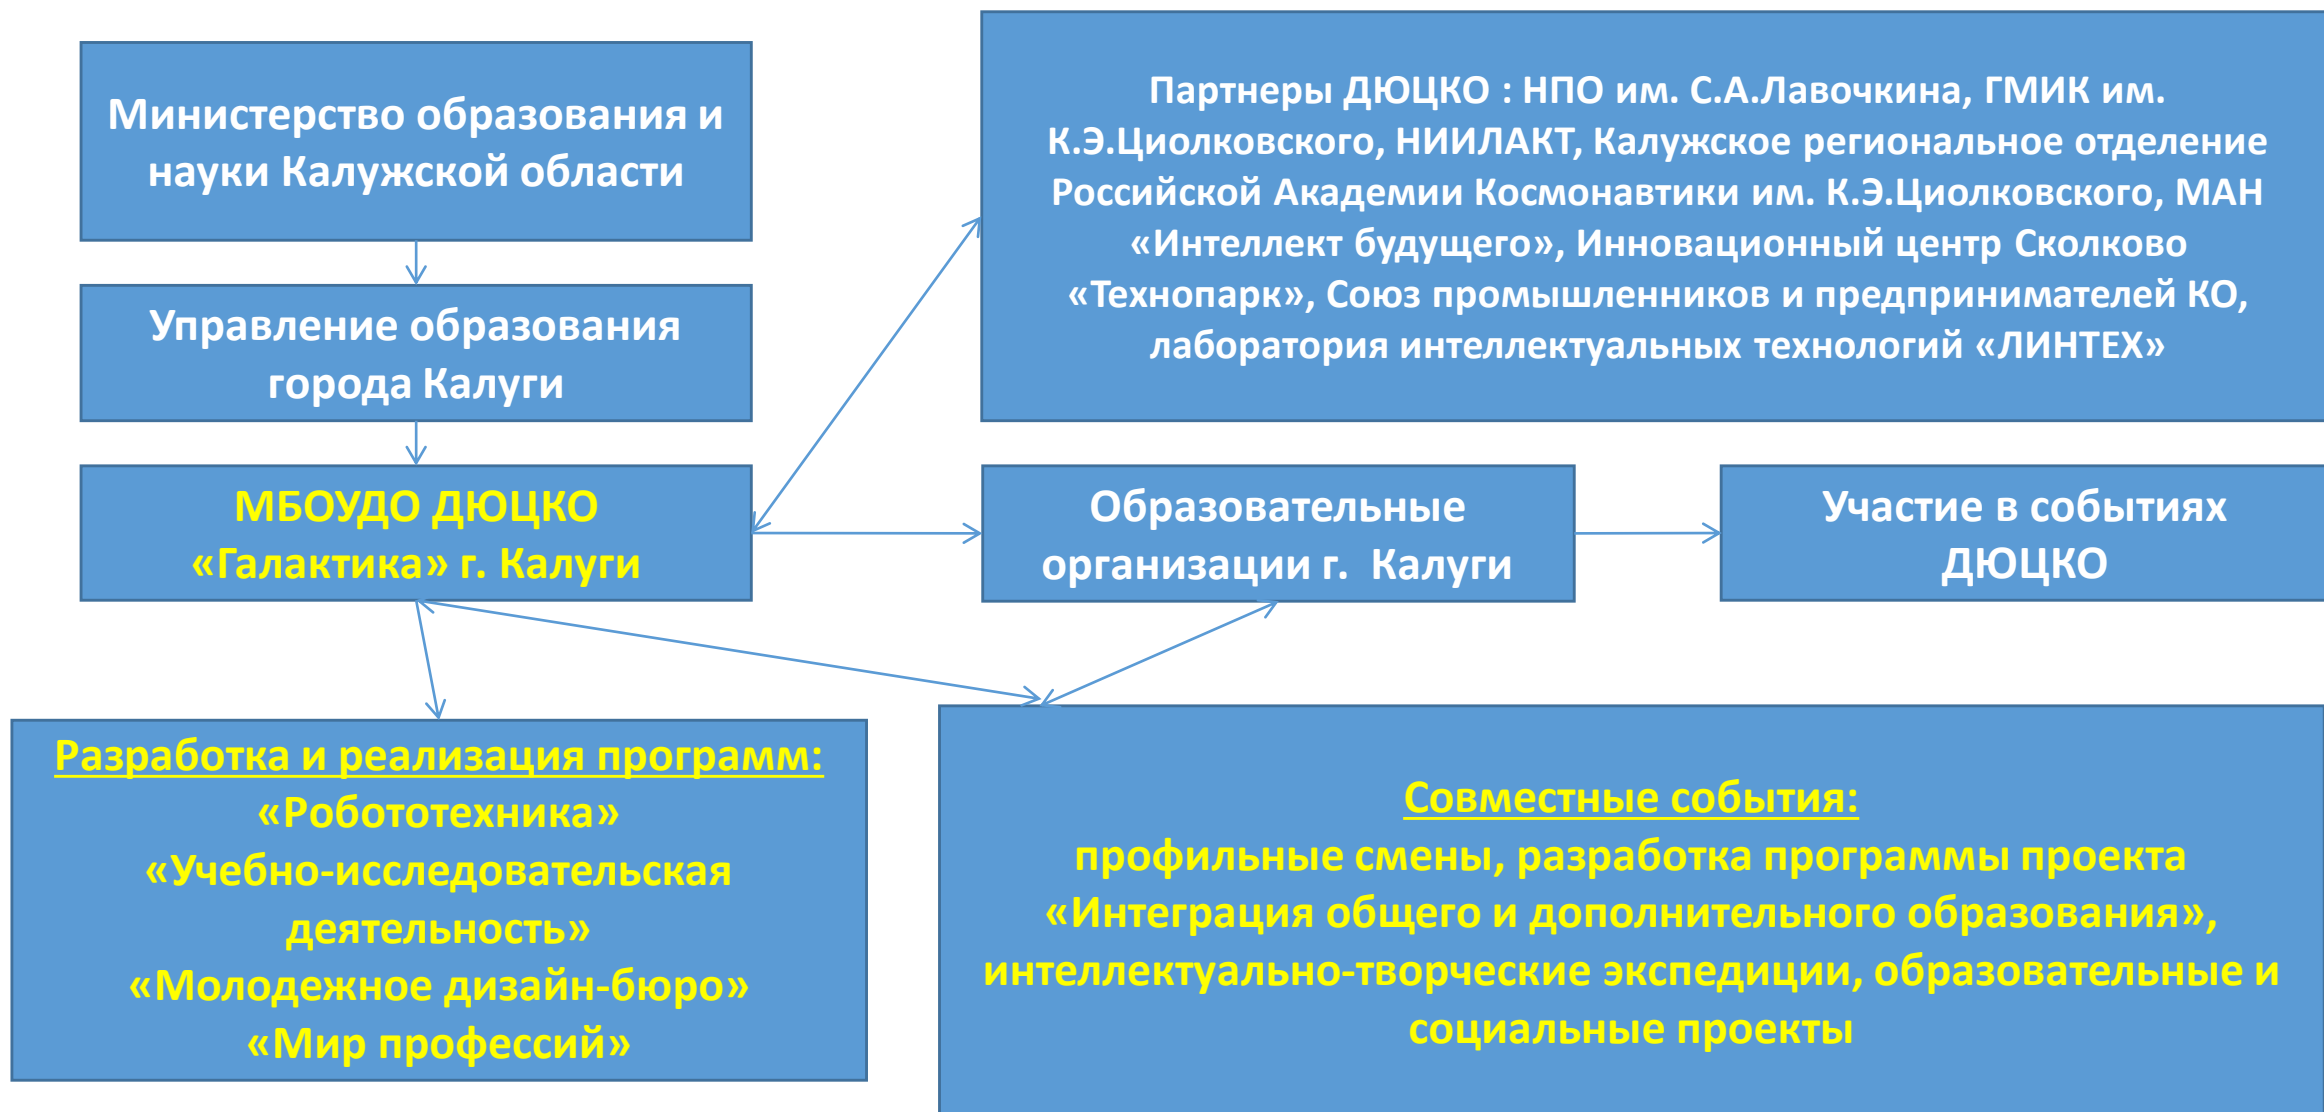 Министерство образования и
науки Калужской области
Партнеры ДЮЦКО : НПО им. С.А.Лавочкина, ГМИК им.
К.Э.Циолковского, НИИЛАКТ, Калужское региональное отделение
Российской Академии Космонавтики им. К.Э.Циолковского, МАН
«Интеллект будущего», Инновационный центр Сколково
«Технопарк», Союз промышленников и предпринимателей КО,
лаборатория интеллектуальных технологий «ЛИНТЕХ»
Управление образования
города Калуги
МБОУДО ДЮЦКО
«Галактика» г. Калуги
Образовательные
организации г. Калуги
Участие в событиях
ДЮЦКО
Разработка и реализация программ:
«Робототехника»
«Учебно-исследовательская
деятельность»
«Молодежное дизайн-бюро»
«Мир профессий»
Совместные события:
профильные смены, разработка программы проекта
«Интеграция общего и дополнительного образования»,
интеллектуально-творческие экспедиции, образовательные и
социальные проекты